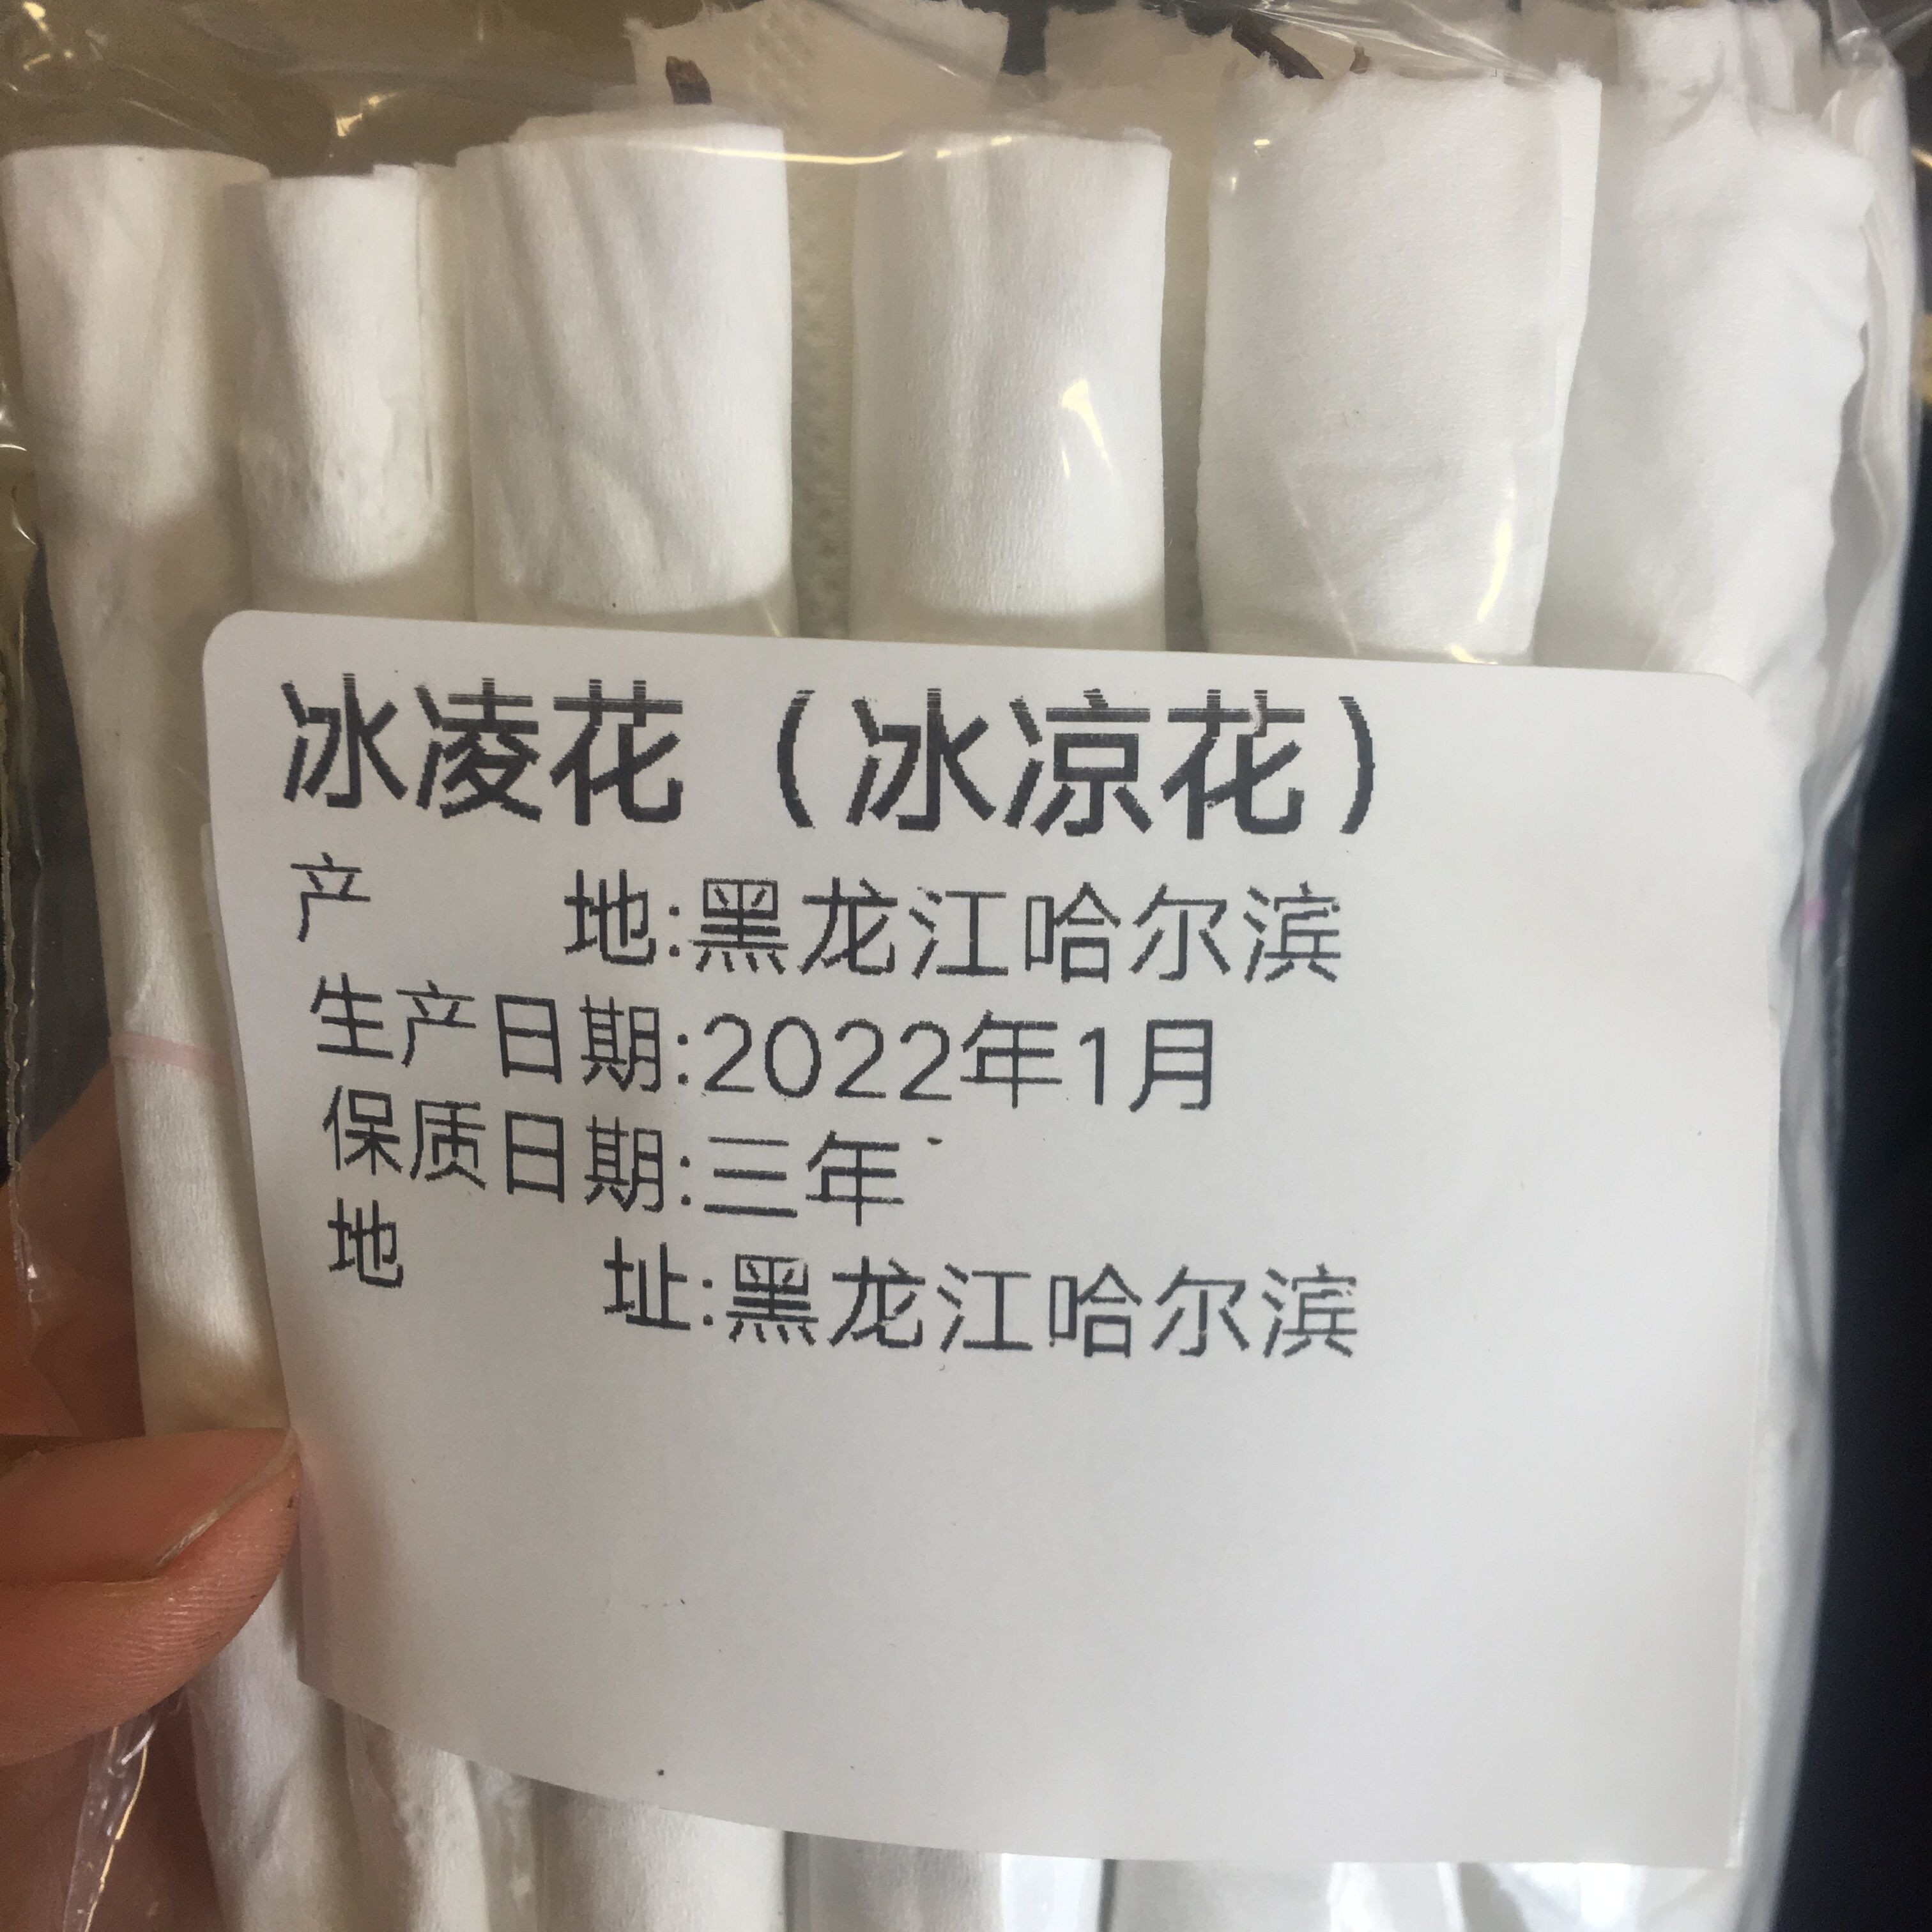 冰凌花（冰凉花）
产 地:黑龙江哈尔滨
生产日期:2022年1月
保质日期:三年
地 址:黑龙江哈尔滨